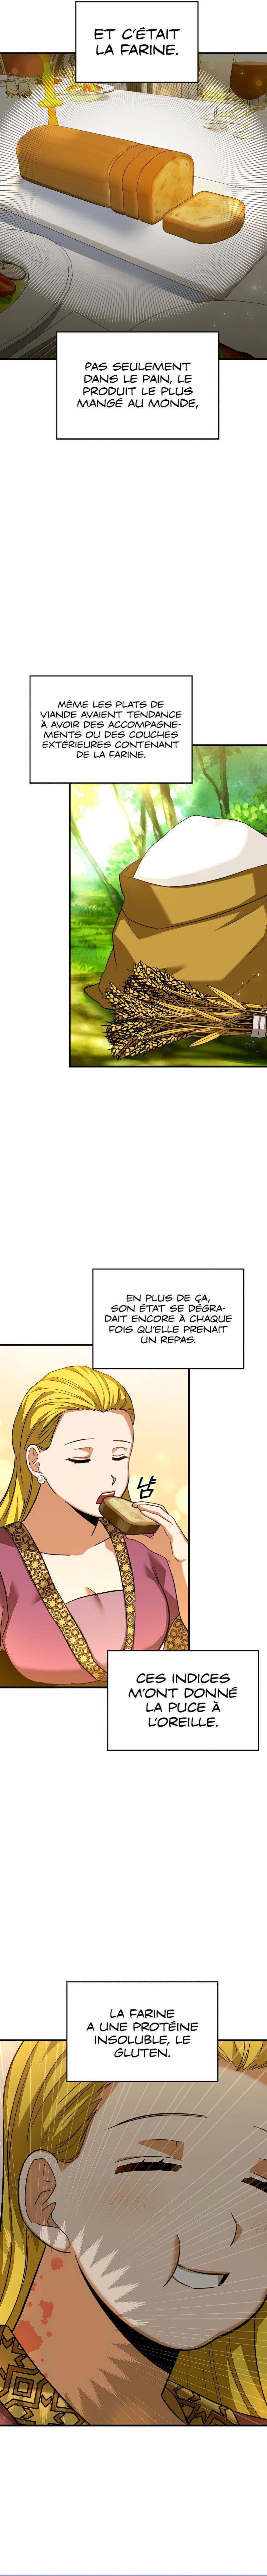 ET C'ÉTAIT
LA FARINE.
PAS SEULEMENT
DANS LE PAIN, LE
PRODUIT LE PLUS
MANGÉ AU MONDE,
MÊME LES PLATS DE
VIANDE AVAIENT TENDANCE
À AVOIR DES ACCOMPAGNE-
MENTS OU DES COUCHES
EXTÉRIEURES CONTENANT
DE LA FARINE.
EN PLUS DE ÇA,
SON ÉTAT SE DÉGRA-
DAIT ENCORE À CHAQUE
FOIS QU'ELLE PRENAIT
UN REPAS.
냠
CES INDICES
M'ONT DONNÉ
LA PUCE À
L'OREILLE.
LA FARINE
A UNE PROTÉINE
INSOLUBLE, LE
GLUTEN.